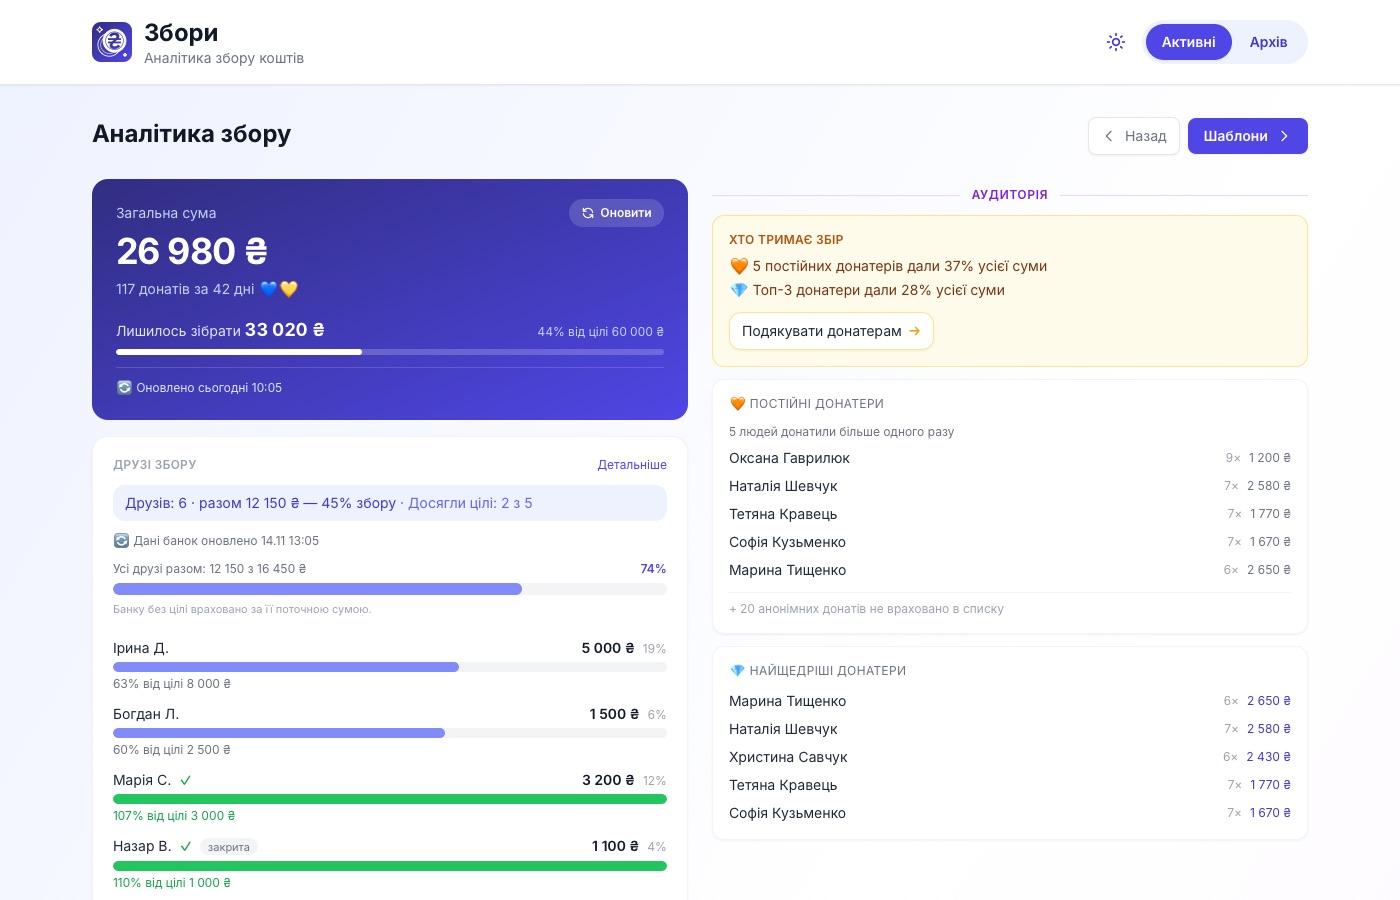 Збори
Аналітика збору коштів
Активні
Архів
Аналітика збору
Назад
Шаблони
Загальна сума
Оновити
26 980 ₴
117 донатів за 42 дні 💙💛
Лишилось зібрати 33 020 ₴
44% від цілі 60 000 ₴
🔄 Оновлено сьогодні 10:05
ДРУЗІ ЗБОРУ
Детальніше
Друзів: 6 · разом 12 150 ₴ — 45% збору · Досягли цілі: 2 з 5
🔄 Дані банок оновлено 14.11 13:05
Усі друзі разом: 12 150 з 16 450 ₴
74%
Банку без цілі враховано за її поточною сумою.
Ірина Д.
5 000 ₴ 19%
63% від цілі 8 000 ₴
Богдан Л.
1 500 ₴ 6%
60% від цілі 2 500 ₴
Марія С. ✓
3 200 ₴ 12%
107% від цілі 3 000 ₴
Назар В. ✓ закрита
1 100 ₴ 4%
110% від цілі 1 000 ₴
АУДИТОРІЯ
ХТО ТРИМАЄ ЗБІР
🧡 5 постійних донатерів дали 37% усієї суми
💎 Топ-3 донатери дали 28% усієї суми
Подякувати донатерам →
🧡 ПОСТІЙНІ ДОНАТЕРИ
5 людей донатили більше одного разу
Оксана Гаврилюк 9× 1 200 ₴
Наталія Шевчук 7× 2 580 ₴
Тетяна Кравець 7× 1 770 ₴
Софія Кузьменко 7× 1 670 ₴
Марина Тищенко 6× 2 650 ₴
+ 20 анонімних донатів не враховано в списку
💎 НАЙЩЕДРІШІ ДОНАТЕРИ
Марина Тищенко 6× 2 650 ₴
Наталія Шевчук 7× 2 580 ₴
Христина Савчук 6× 2 430 ₴
Тетяна Кравець 7× 1 770 ₴
Софія Кузьменко 7× 1 670 ₴